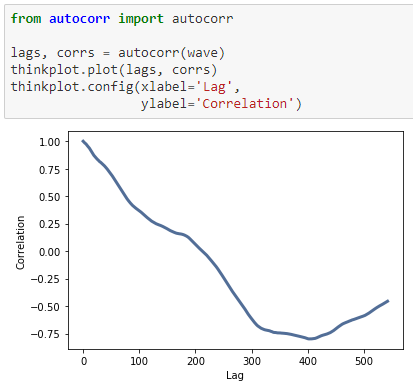 from autocorr import autocorr
lags, corrs = autocorr(wave)
thinkplot.plot(lags, corrs)
thinkplot.config(xlabel='Lag',
ylabel='Correlation')
1.00
0.75
0.50
0.25
0.00
−0.25
−0.50
−0.75
Correlation
0 100 200 300 400 500
Lag